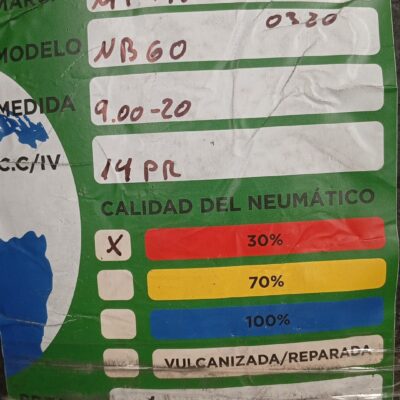 0320
MODELO NB60
MEDIDA 9.00-20
C.C/IV 14 PR
CALIDAD DEL NEUMÁTICO
X 30%
70%
100%
VULCANIZADA/REPARADA